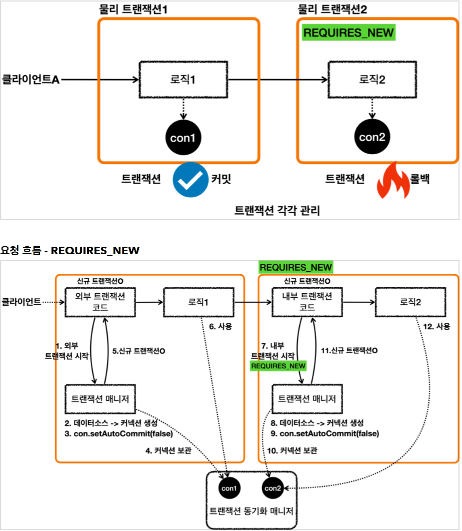 물리 트랜잭션1
물리 트랜잭션2
REQUIRES_NEW
클라이언트A
로직1
로직2
con1
con2
트랜잭션
커밋
트랜잭션
롤백
트랜잭션 각각 관리
요청 흐름 - REQUIRES_NEW
REQUIRES_NEW
신규 트랜잭션O
신규 트랜잭션O
클라이언트
외부 트랜잭션
코드
로직1
내부 트랜잭션
코드
로직2
1. 외부
트랜잭션 시작
5.신규 트랜잭션O
6. 사용
7. 내부
트랜잭션 시작
REQUIRES_NEW
11.신규 트랜잭션O
12. 사용
트랜잭션 매니저
트랜잭션 매니저
2. 데이터소스 -> 커넥션 생성
3. con.setAutoCommit(false)
4. 커넥션 보관
8. 데이터소스 -> 커넥션 생성
9. con.setAutoCommit(false)
10. 커넥션 보관
con1
con2
트랜잭션 동기화 매니저